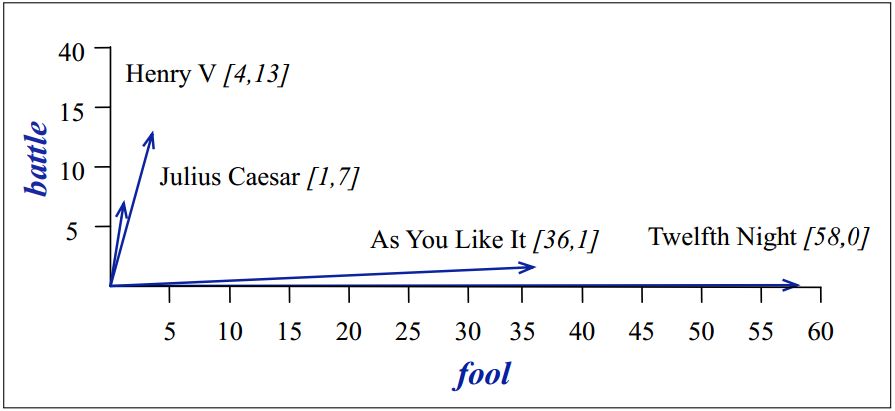 40
Henry V [4,13]
15
battle
10
Julius Caesar [1,7]
5
As You Like It [36,1]
Twelfth Night [58,0]
5 10 15 20 25 30 35 40 45 50 55 60
fool